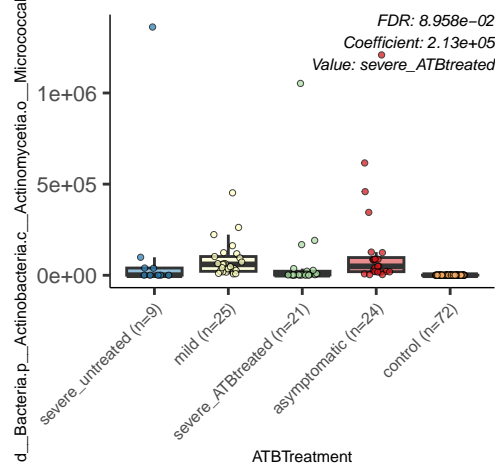 FDR: 8.958e−02
Coefficient: 2.13e+05
Value: severe_ATBtreated
d__Bacteria.p__Actinobacteria.c__Actinomycetia.o__Micrococcal
1e+06
5e+05
0e+00
severe_untreated (n=9)
mild (n=25)
severe_ATBtreated (n=21)
asymptomatic (n=24)
control (n=72)
ATBTreatment